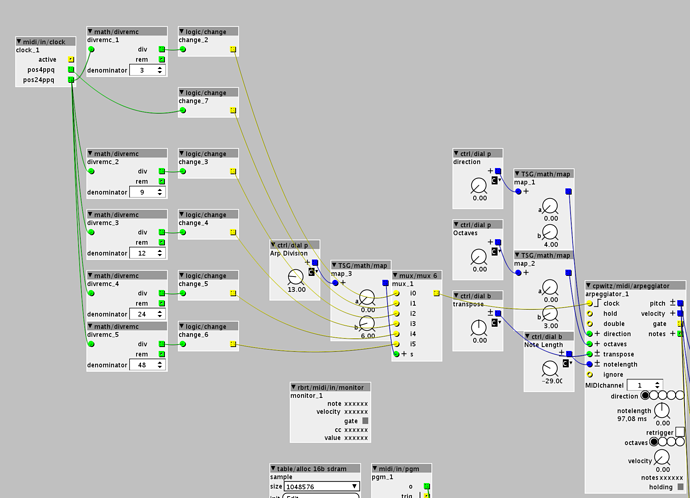 midi/in/clock
clock_1
active
pos4ppq
pos24ppq
math/divremc
divremc_1
div
rem
denominator 3
logic/change
change_2
logic/change
change_7
math/divremc
divremc_2
div
rem
denominator 9
logic/change
change_3
math/divremc
divremc_3
div
rem
denominator 12
logic/change
change_4
math/divremc
divremc_4
div
rem
denominator 24
logic/change
change_5
math/divremc
divremc_5
div
rem
denominator 48
logic/change
change_6
ctrl/dial p
Arp Division
+
C
13.00
TSG/math/map
map_3
+
a
0.00
b
6.00
mux/mux 6
mux_1
i0
i1
i2
i3
i4
i5
+ s
rbrt/midi/in/monitor
monitor_1
note xxxxxx
velocity xxxxxx
gate
cc xxxxxx
value xxxxxx
table/alloc 16b sdram
sample
size 1048576
init Edit
midi/in/pgm
pgm_1
o
trig
ctrl/dial p
direction
+
C
0.00
TSG/math/map
map_1
+
a
0.00
b
4.00
ctrl/dial p
Octaves
+
C
0.00
TSG/math/map
map_2
+
a
0.00
b
3.00
ctrl/dial b
transpose
0.00
ctrl/dial b
Note Length
±
C
-29.00
cpwitz/midi/arpeggiator
arpeggiator_1
clock
hold
double
+ direction
+ octaves
± transpose
± notelength
ignore
pitch ±
velocity +
gate
notes +
MIDIchannel 1
direction
notelength
97.08 ms
retrigger
octaves
velocity
0.00
notes xxxxxx
holding